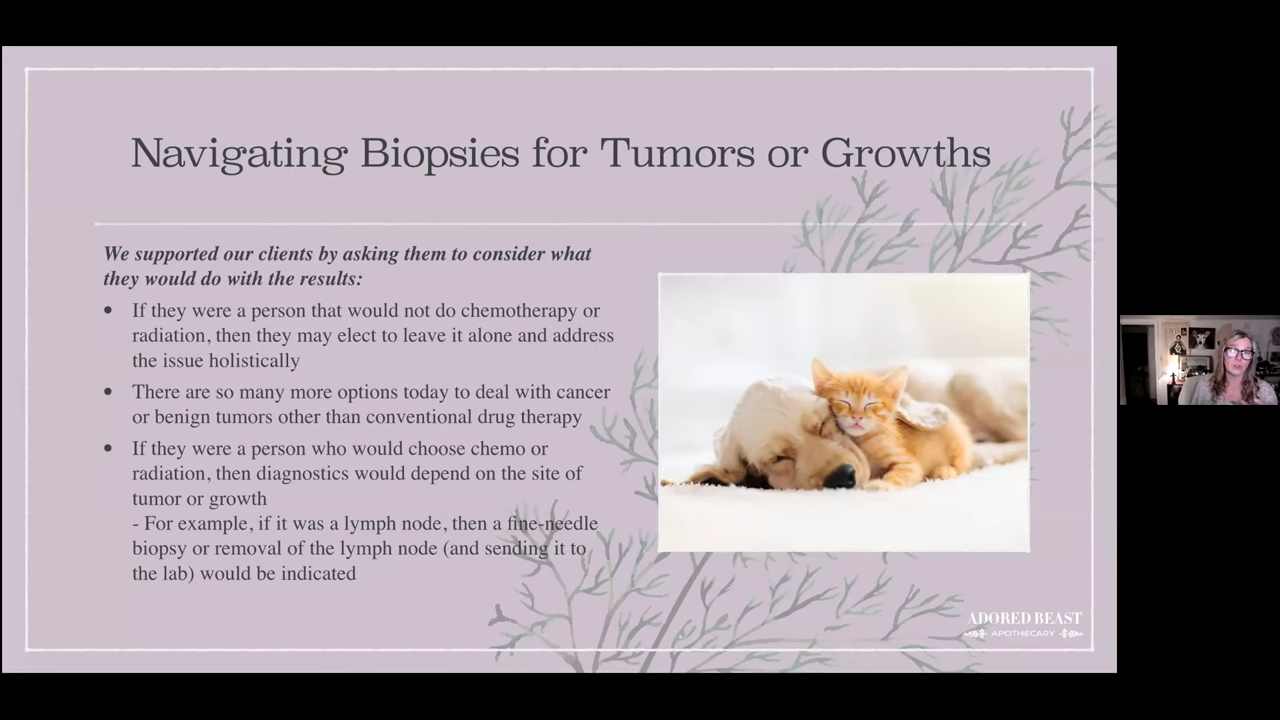 Navigating Biopsies for Tumors or Growths
We supported our clients by asking them to consider what
they would do with the results:
• If they were a person that would not do chemotherapy or
radiation, then they may elect to leave it alone and address
the issue holistically
• There are so many more options today to deal with cancer
or benign tumors other than conventional drug therapy
• If they were a person who would choose chemo or
radiation, then diagnostics would depend on the site of
tumor or growth
- For example, if it was a lymph node, then a fine-needle
biopsy or removal of the lymph node (and sending it to
the lab) would be indicated
ADORED BEAST
APOTHECARY